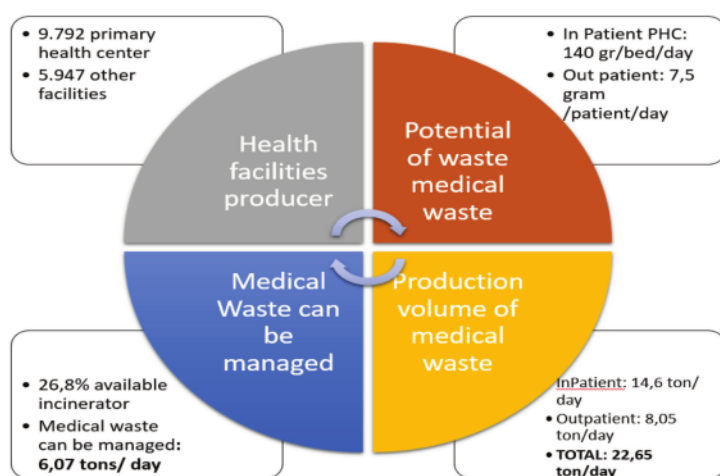 • 9.792 primary
health center
• 5.947 other
facilities
• In Patient PHC:
140 gr/bed/day
• Out patient: 7,5
gram
/patient/day
Health
facilities
producer
Potential
of waste
medical
waste
Medical
Waste can
be
managed
Production
volume of
medical
waste
• 26,8% available
incinerator
• Medical waste
can be managed:
6,07 tons/ day
InPatient: 14,6 ton/
day
• Outpatient: 8,05
ton/day
• TOTAL: 22,65
ton/day